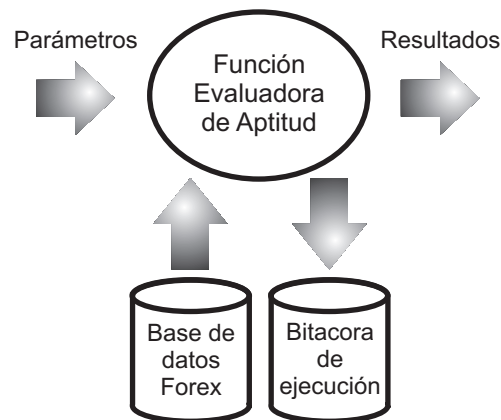 Parámetros
Función
Evaluadora
de Aptitud
Resultados
Base de
datos
Forex
Bitacora
de
ejecución